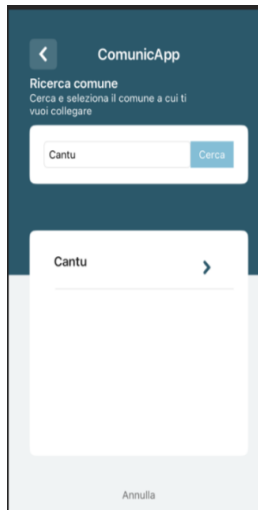 ComunicApp
Ricerca comune
Cerca e seleziona il comune a cui ti
vuoi collegare
Cantu
Cerca
Cantu
Annulla